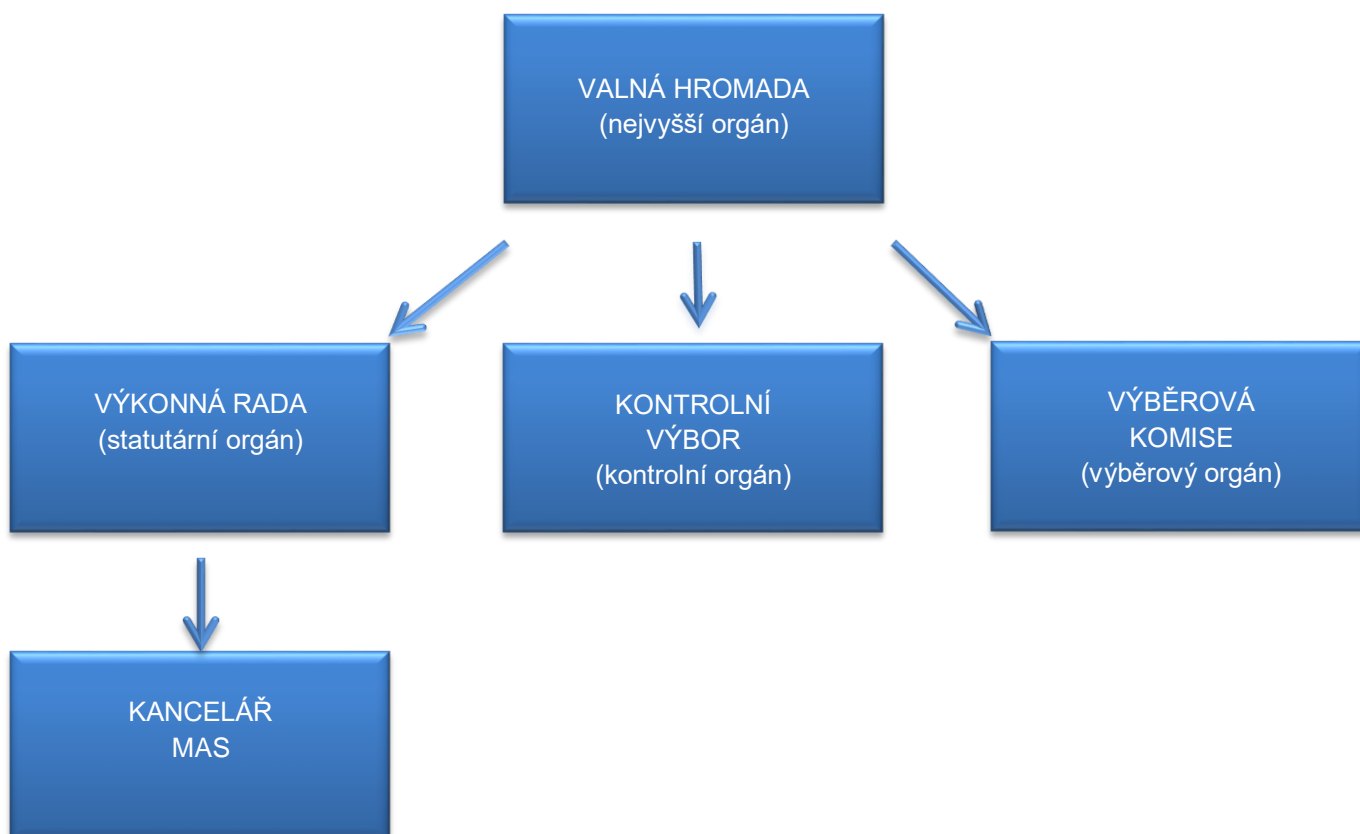 VALNÁ HROMADA
(nejvyšší orgán)
VÝKONNÁ RADA
(statutární orgán)
KONTROLNÍ
VÝBOR
(kontrolní orgán)
VÝBĚROVÁ
KOMISE
(výběrový orgán)
KANCELÁŘ
MAS